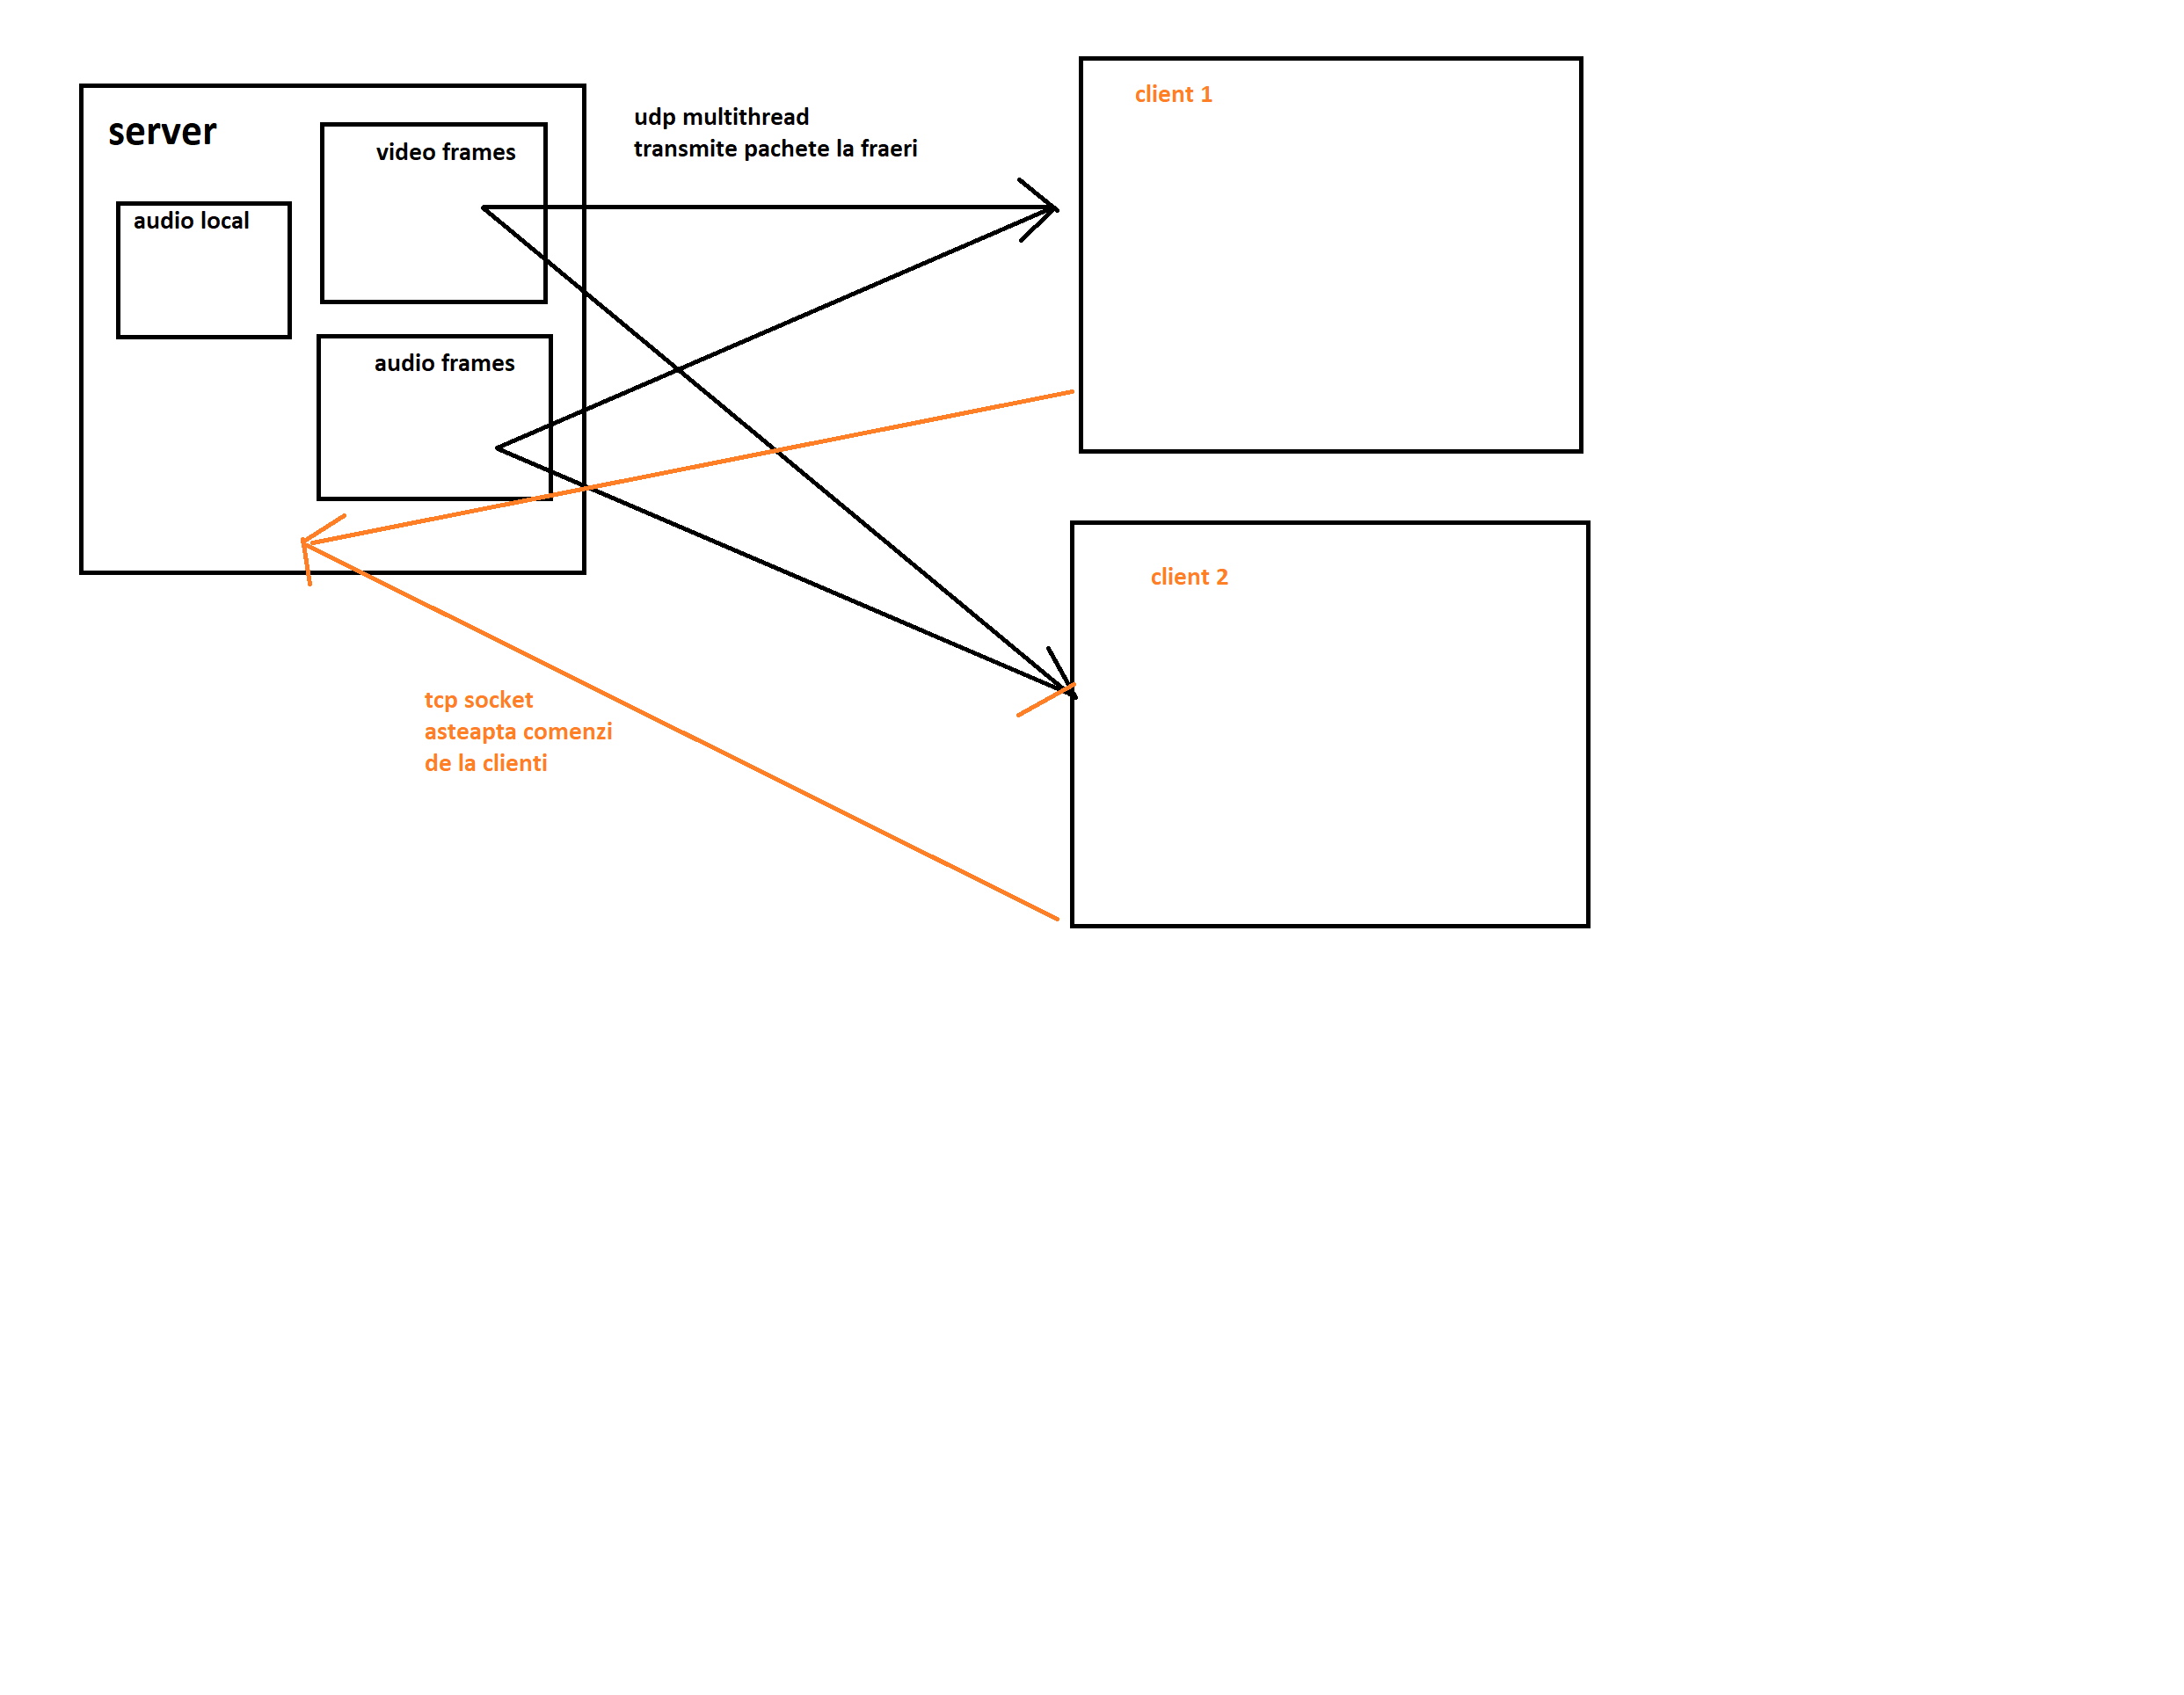 server
video frames
audio local
audio frames
udp multithread
transmite pachete la fraeri
client 1
client 2
tcp socket
asteapta comenzi
de la clienti